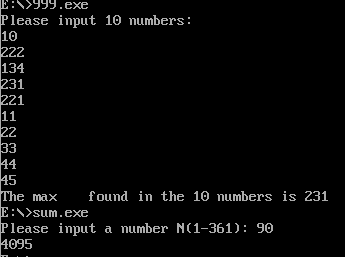 E:\>999.exe
Please input 10 numbers:
10
222
134
231
221
11
22
33
44
45
The max   found in the 10 numbers is 231
E:\>sum.exe
Please input a number N(1-361): 90
4095